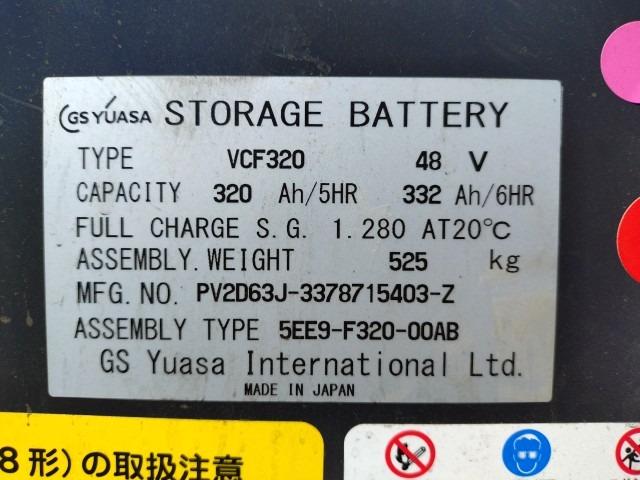 GS YUASA STORAGE BATTERY
TYPE VCF320 48 V
CAPACITY 320 Ah/5HR 332 Ah/6HR
FULL CHARGE S.G. 1.280 AT20℃
ASSEMBLY.WEIGHT 525 kg
MFG.NO. PV2D63J-3378715403-Z
ASSEMBLY TYPE 5EE9-F320-00AB
GS Yuasa International Ltd.
MADE IN JAPAN
8形)の取扱注意